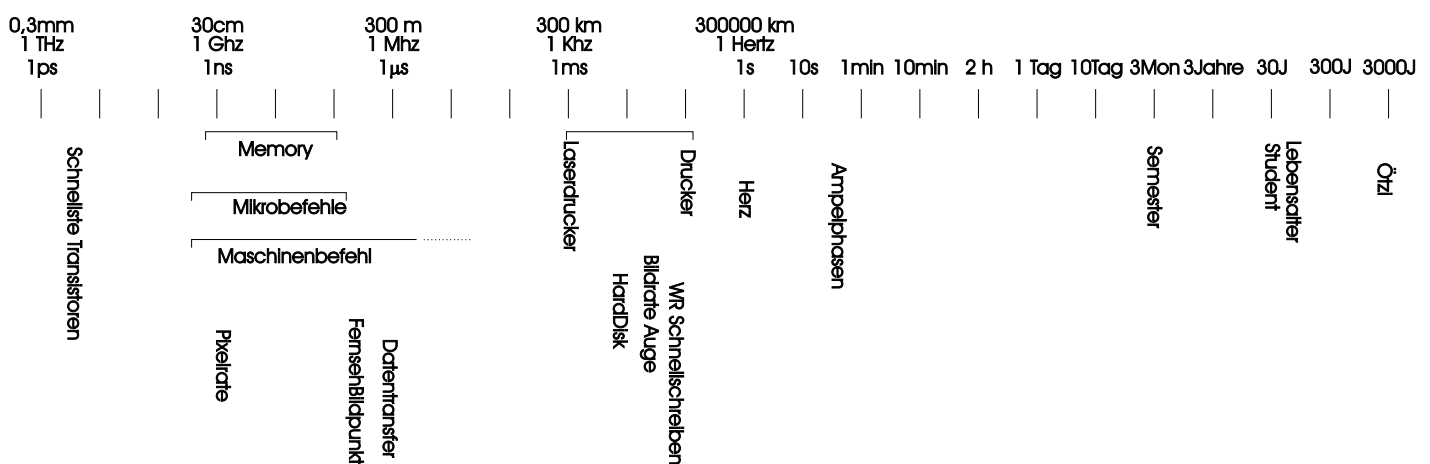 0,3mm 30cm 300 m 300 km 300000 km
1 THz 1 Ghz 1 Mhz 1 Khz 1 Hertz
1ps 1ns 1µs 1ms 1s 10s 1min 10min 2 h 1 Tag 10Tag 3Mon 3Jahre 30J 300J 3000J
Memory
Mikrobefehle
Maschinenbefehl
Schnellste Transistoren
Pixelrate
FernsehBildpunkt
Datentransfer
Laserdrucker
HardDisk
Bildrate Auge
WR Schnellschreiben
Drucker
Herz
Ampelphasen
Semester
Lebensalter
Student
Ötzi